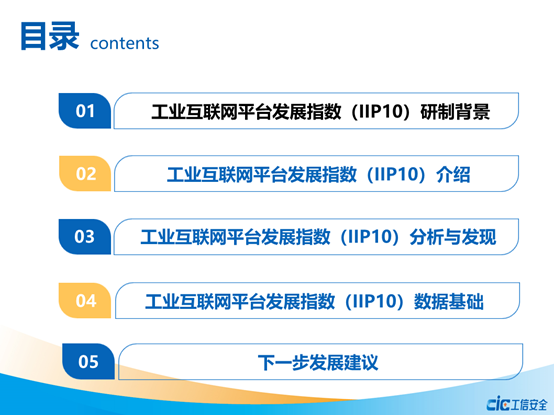 目录 contents
01 工业互联网平台发展指数（IIP10）研制背景
02 工业互联网平台发展指数（IIP10）介绍
03 工业互联网平台发展指数（IIP10）分析与发现
04 工业互联网平台发展指数（IIP10）数据基础
05 下一步发展建议
CIC工信安全